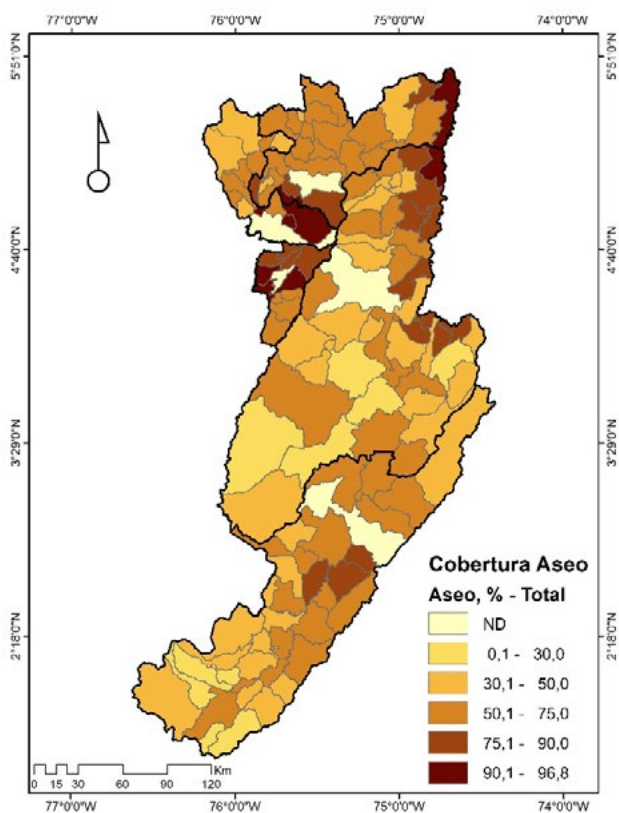 77°0'0"W 76°0'0"W 75°0'0"W 74°0'0"W
5°51'0"N 5°51'0"N
4°40'0"N 4°40'0"N
3°29'0"N 3°29'0"N
2°18'0"N 2°18'0"N
Cobertura Aseo
Aseo, % - Total
ND
0,1 - 30,0
30,1 - 50,0
50,1 - 75,0
75,1 - 90,0
90,1 - 96,8
Km
0 15 30 60 90 120
77°0'0"W 76°0'0"W 75°0'0"W 74°0'0"W